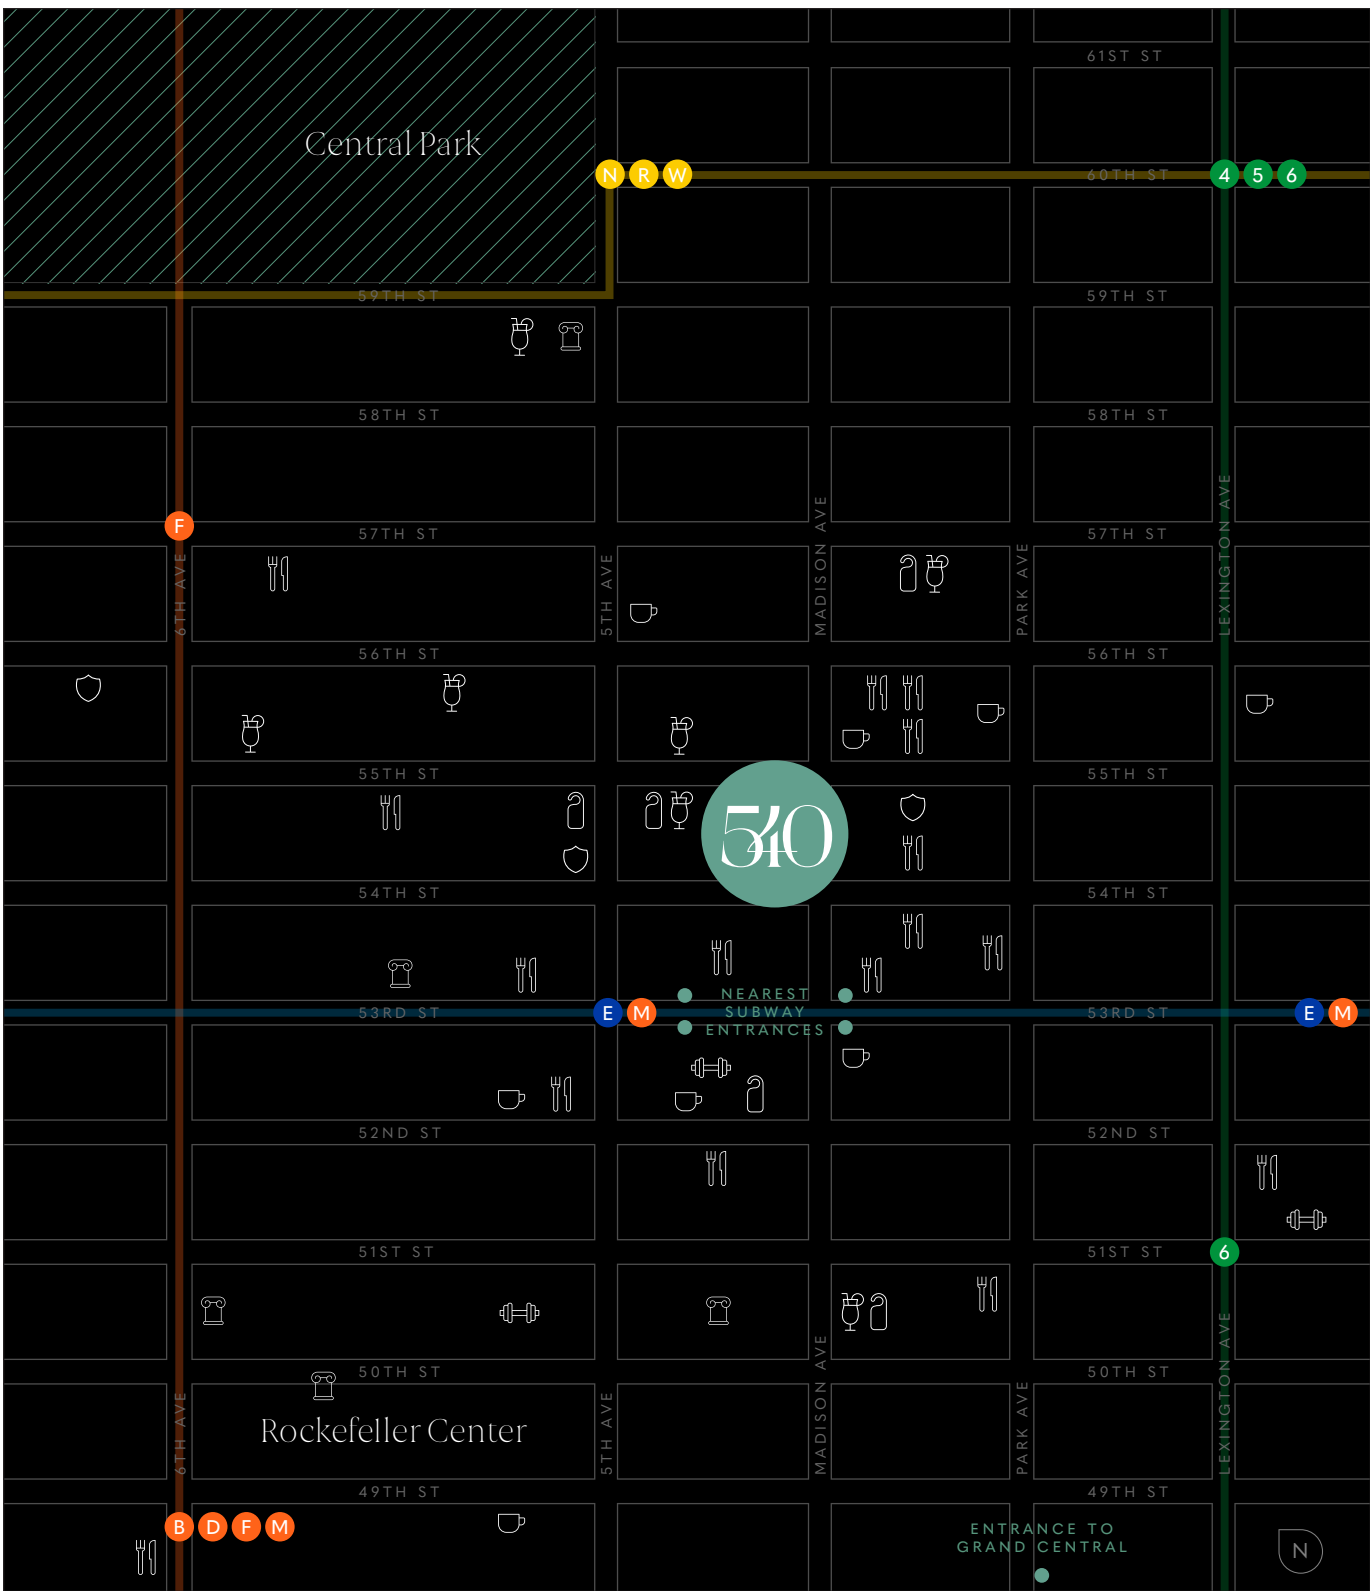 61ST ST
Central Park
N R W
60TH ST
4 5 6
59TH ST
59TH ST
58TH ST
58TH ST
F
57TH ST
57TH ST
6TH AVE
5TH AVE
MADISON AVE
PARK AVE
LEXINGTON AVE
56TH ST
56TH ST
55TH ST
55TH ST
540
54TH ST
54TH ST
NEAREST
SUBWAY
ENTRANCES
53RD ST
E M
53RD ST
E M
52ND ST
52ND ST
51ST ST
51ST ST
6
50TH ST
50TH ST
Rockefeller Center
6TH AVE
5TH AVE
MADISON AVE
PARK AVE
LEXINGTON AVE
49TH ST
49TH ST
B D F M
ENTRANCE TO
GRAND CENTRAL
N